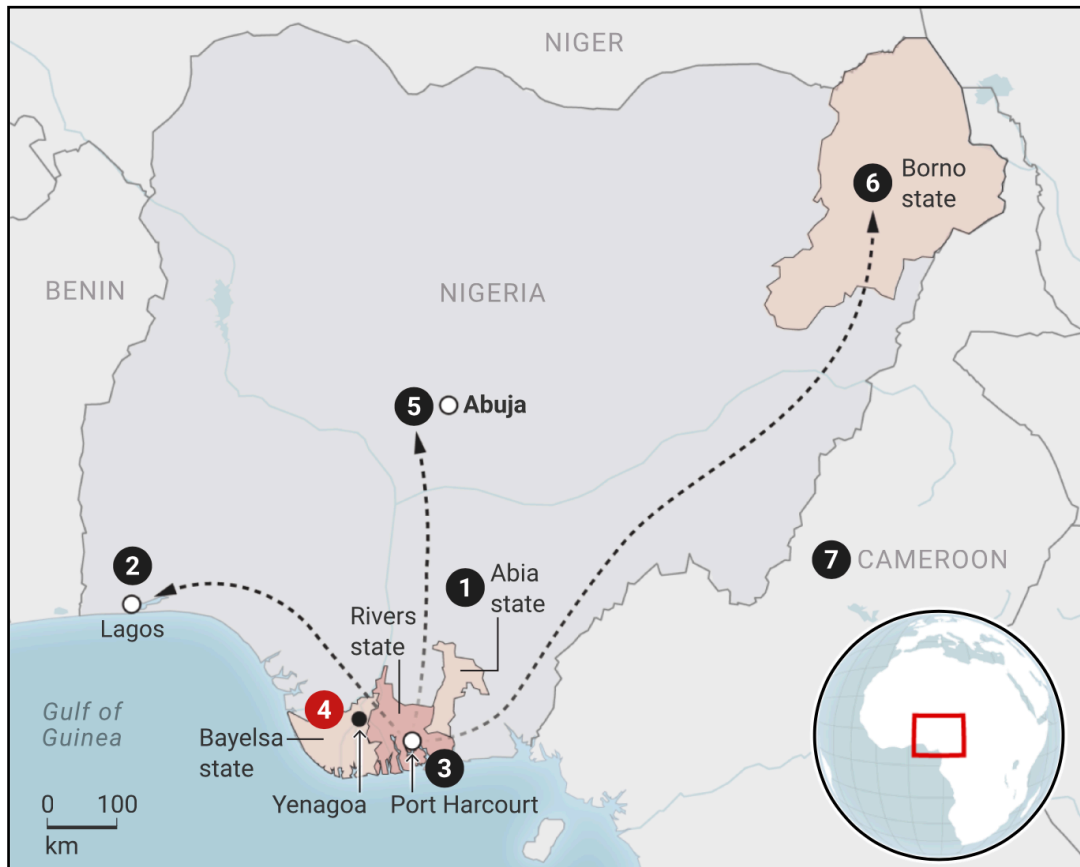 NIGER
6
Borno
state
BENIN
NIGERIA
5
Abuja
2
Lagos
1
Abia
state
7
CAMEROON
Rivers
state
4
Gulf of
Guinea
Bayelsa
state
3
Yenagoa
Port Harcourt
0 100
km